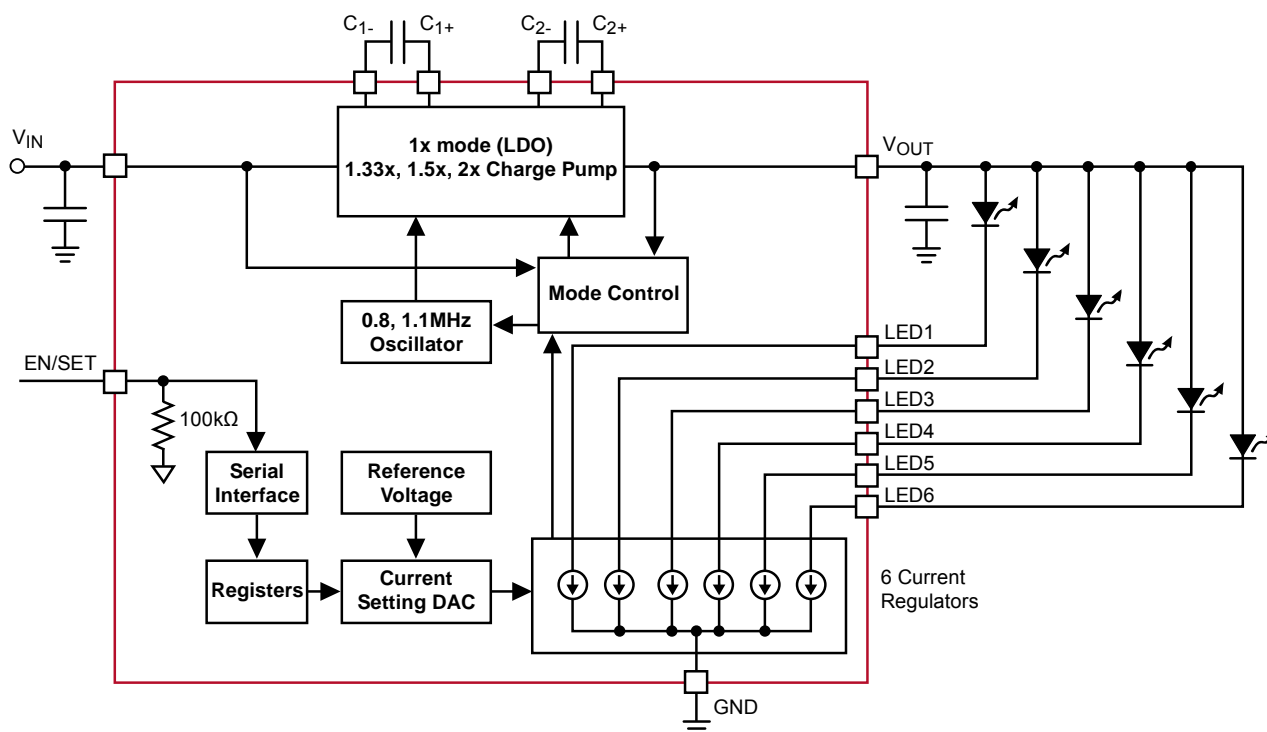 C1- C1+ C2- C2+
VIN
1x mode (LDO)
1.33x, 1.5x, 2x Charge Pump
VOUT
Mode Control
0.8, 1.1MHz
Oscillator
LED1
LED2
LED3
LED4
LED5
LED6
EN/SET
100kΩ
Serial
Interface
Reference
Voltage
Registers
Current
Setting DAC
6 Current
Regulators
GND